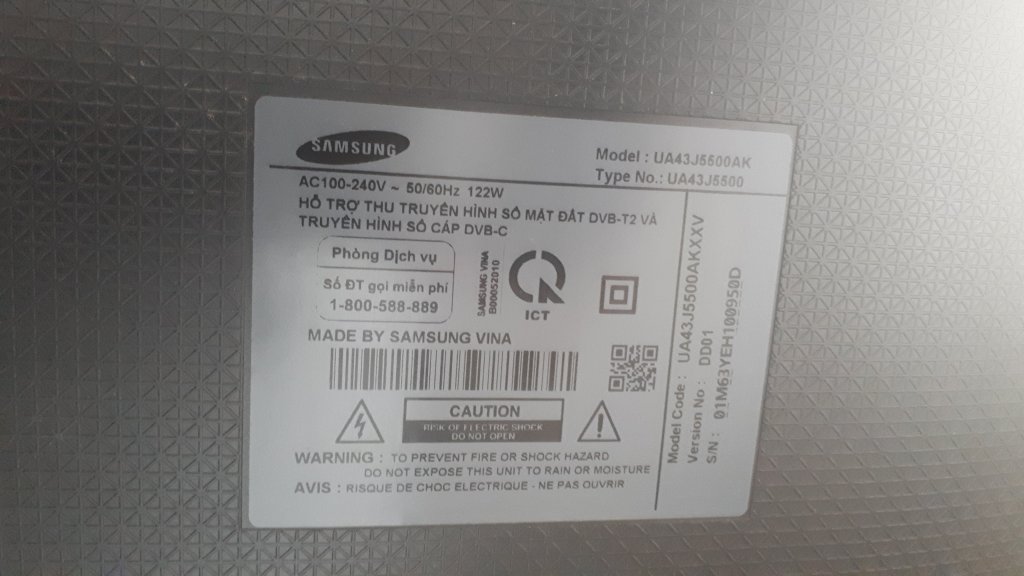 SAMSUNG
Model : UA43J5500AK
Type No.: UA43J5500
AC100-240V ~ 50/60Hz 122W
HỖ TRỢ THU TRUYỀN HÌNH SỐ MẶT ĐẤT DVB-T2 VÀ
TRUYỀN HÌNH SỐ CÁP DVB-C
Phòng Dịch vụ
Số ĐT gọi miễn phí
1-800-588-889
SAMSUNG VINA
B00052010
ICT
MADE BY SAMSUNG VINA
CAUTION
RISK OF ELECTRIC SHOCK
DO NOT OPEN
WARNING : TO PREVENT FIRE OR SHOCK HAZARD
DO NOT EXPOSE THIS UNIT TO RAIN OR MOISTURE
AVIS : RISQUE DE CHOC ELECTRIQUE - NE PAS OUVRIR
Model Code : UA43J5500AKXXV
Version No : DD01
S/N : 01M63YEH100950D